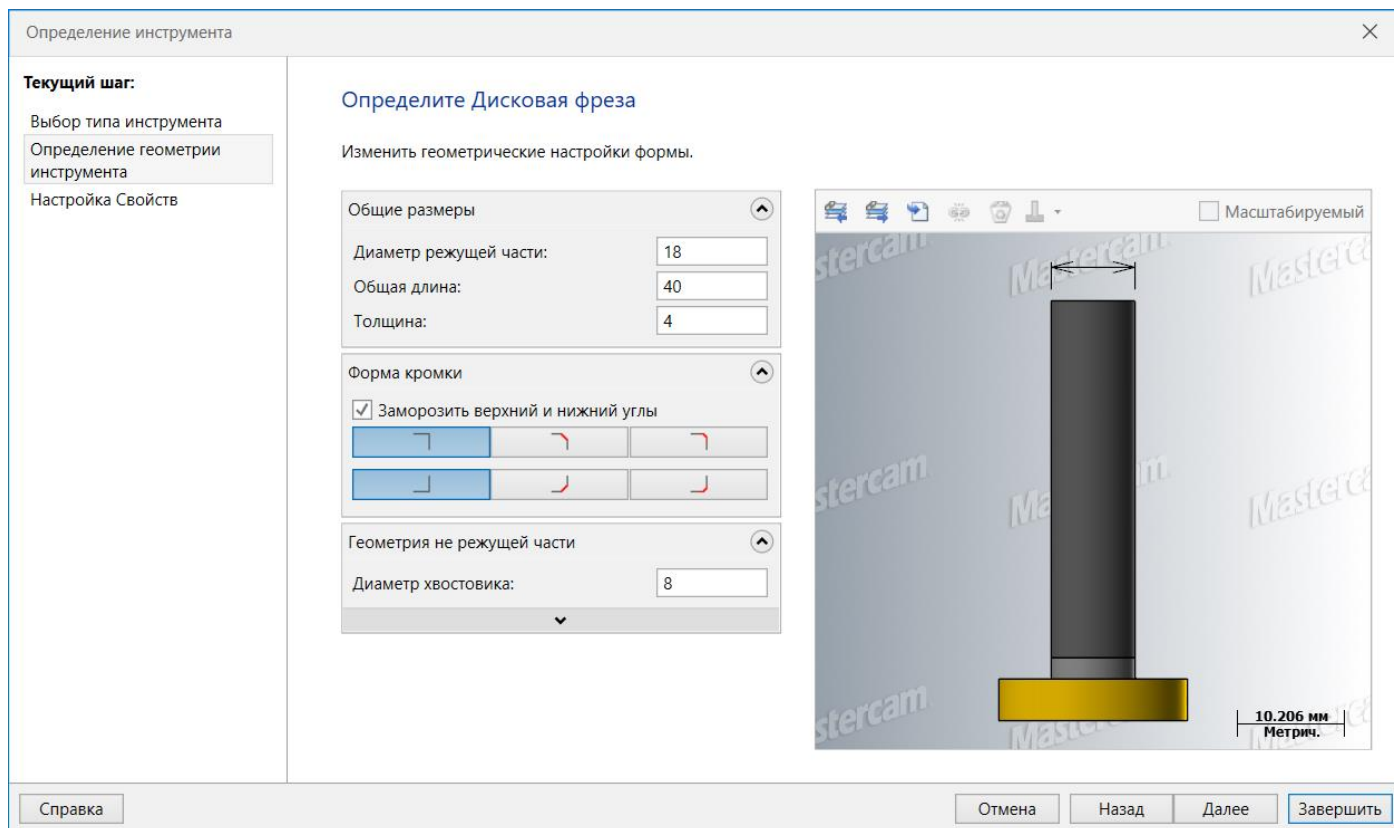 Определение инструмента
Текущий шаг:
Выбор типа инструмента
Определение геометрии
инструмента
Настройка Свойств
Определите Дисковая фреза
Изменить геометрические настройки формы.
Общие размеры
Диаметр режущей части: 18
Общая длина: 40
Толщина: 4
Форма кромки
Заморозить верхний и нижний углы
Геометрия не режущей части
Диаметр хвостовика: 8
Масштабируемый
Mastercam
10.206 мм
Метрич.
Справка
Отмена
Назад
Далее
Завершить